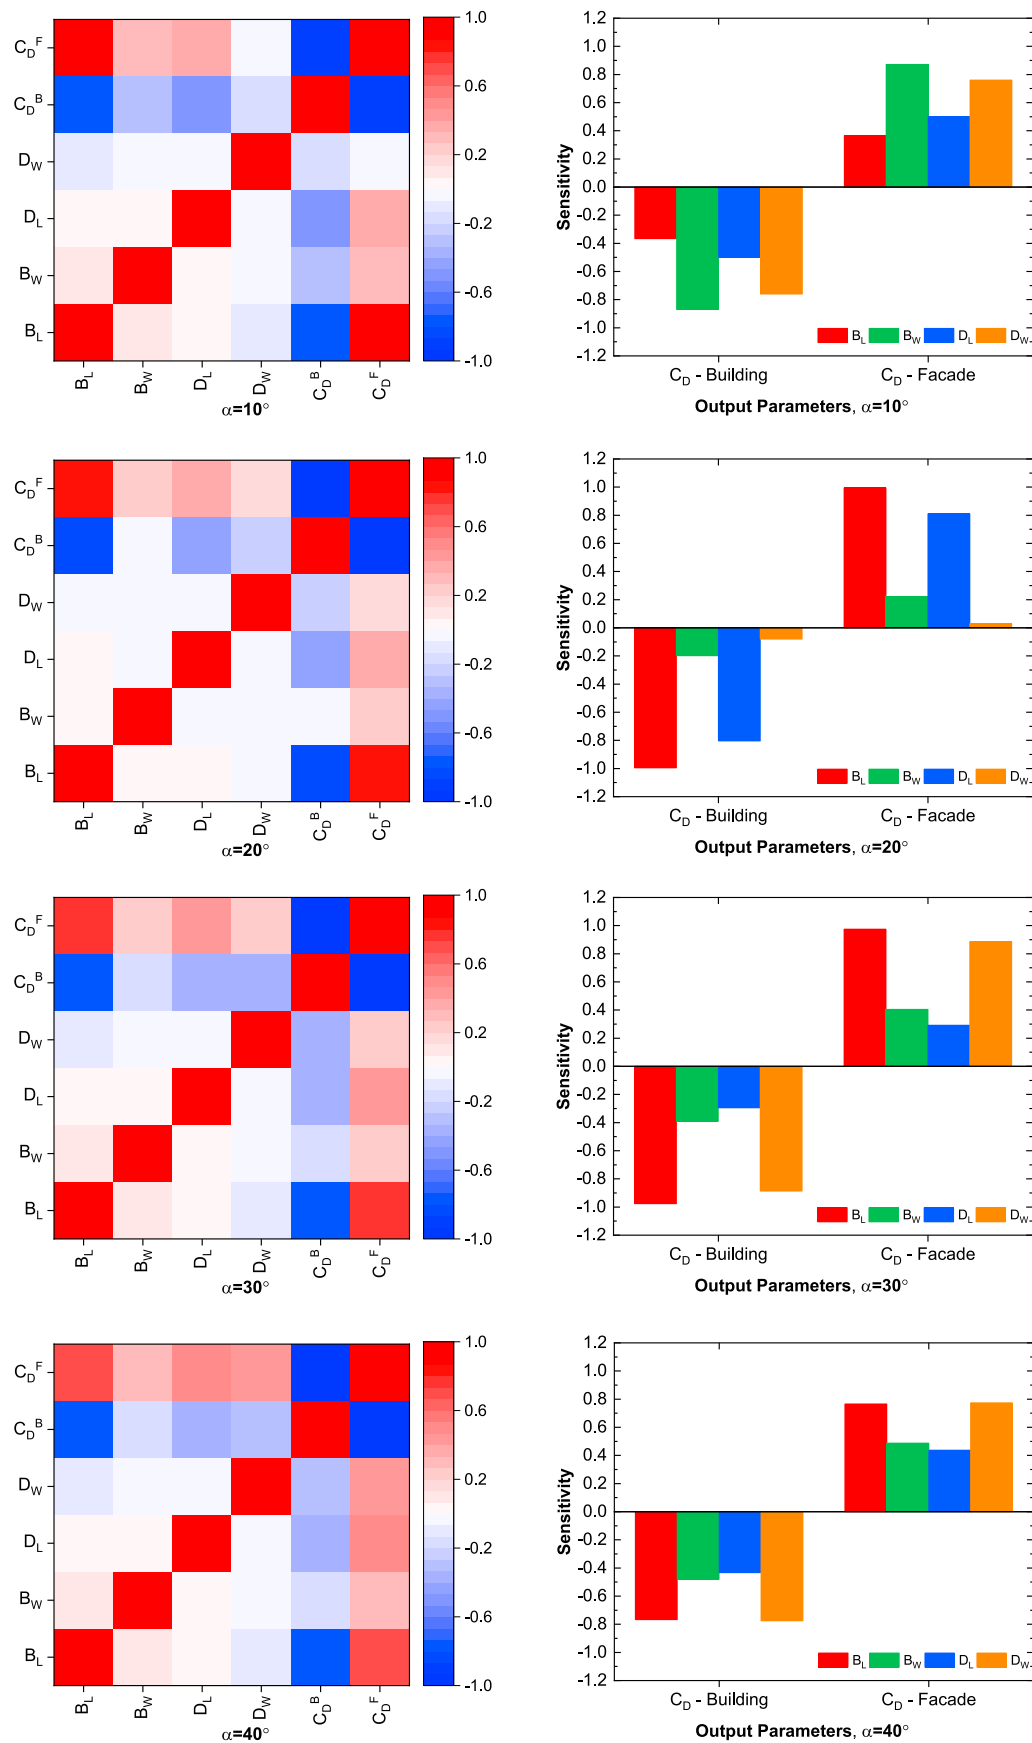 C_D^F
C_D^B
D_W
D_L
B_W
B_L
B_L B_W D_L D_W C_D^B C_D^F
α=10°
1.0
0.6
0.2
-0.2
-0.6
-1.0
Sensitivity
1.2
1.0
0.8
0.6
0.4
0.2
0.0
-0.2
-0.4
-0.6
-0.8
-1.0
-1.2
B_L B_W D_L D_W
C_D - Building C_D - Facade
Output Parameters, α=10°
C_D^F
C_D^B
D_W
D_L
B_W
B_L
B_L B_W D_L D_W C_D^B C_D^F
α=20°
1.0
0.6
0.2
-0.2
-0.6
-1.0
Sensitivity
1.2
1.0
0.8
0.6
0.4
0.2
0.0
-0.2
-0.4
-0.6
-0.8
-1.0
-1.2
B_L B_W D_L D_W
C_D - Building C_D - Facade
Output Parameters, α=20°
C_D^F
C_D^B
D_W
D_L
B_W
B_L
B_L B_W D_L D_W C_D^B C_D^F
α=30°
1.0
0.6
0.2
-0.2
-0.6
-1.0
Sensitivity
1.2
1.0
0.8
0.6
0.4
0.2
0.0
-0.2
-0.4
-0.6
-0.8
-1.0
-1.2
B_L B_W D_L D_W
C_D - Building C_D - Facade
Output Parameters, α=30°
C_D^F
C_D^B
D_W
D_L
B_W
B_L
B_L B_W D_L D_W C_D^B C_D^F
α=40°
1.0
0.6
0.2
-0.2
-0.6
-1.0
Sensitivity
1.2
1.0
0.8
0.6
0.4
0.2
0.0
-0.2
-0.4
-0.6
-0.8
-1.0
-1.2
B_L B_W D_L D_W
C_D - Building C_D - Facade
Output Parameters, α=40°